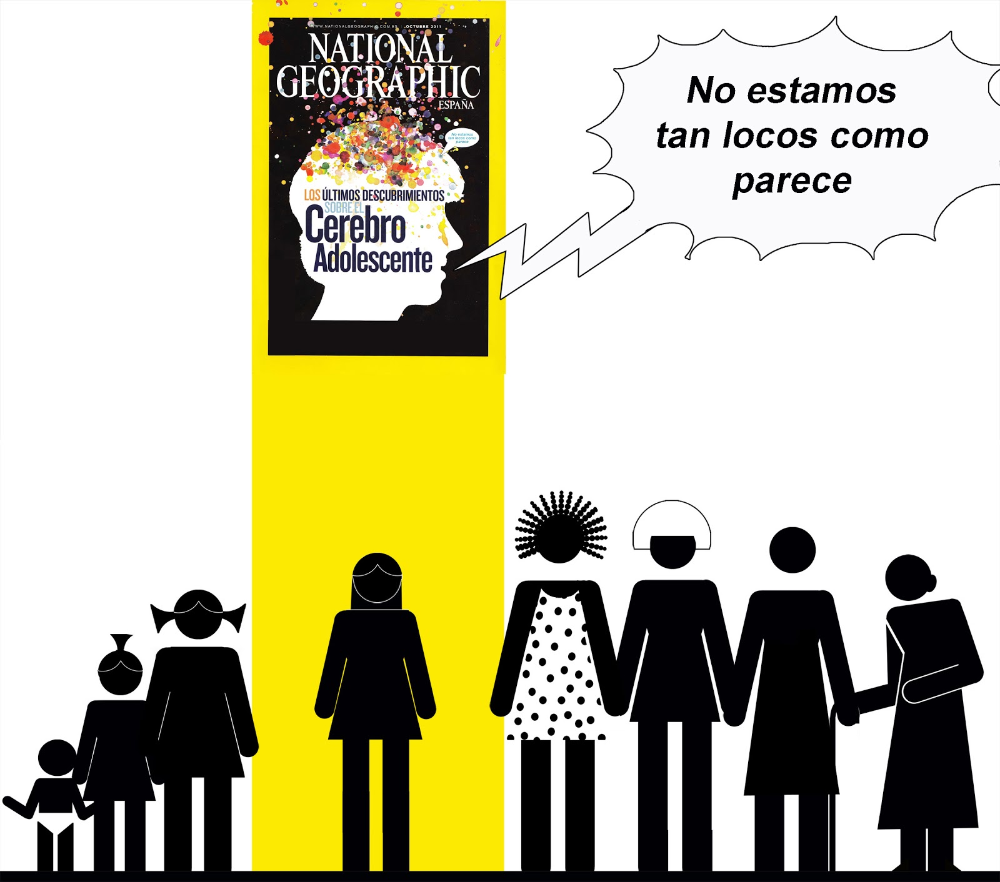 WWW.NATIONALGEOGRAPHIC.COM.ES | OCTUBRE 2011
NATIONAL
GEOGRAPHIC
ESPAÑA
No estamos
tan locos como
parece
LOS ÚLTIMOS DESCUBRIMIENTOS
SOBRE EL
Cerebro
Adolescente
No estamos
tan locos como
parece